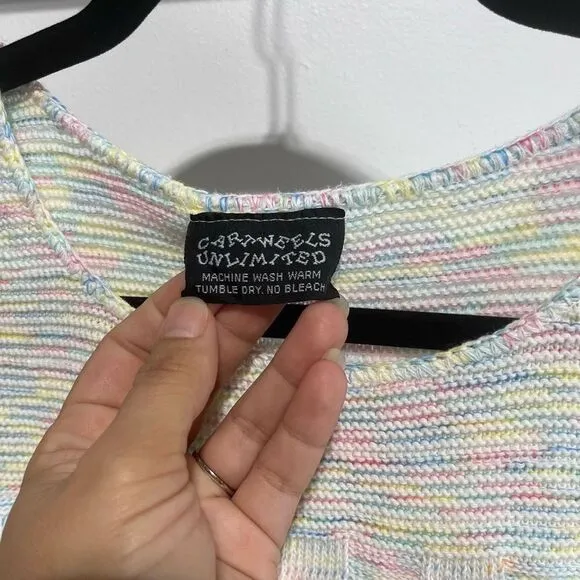 CARTWEELS
UNLIMITED
MACHINE WASH WARM
TUMBLE DRY. NO BLEACH